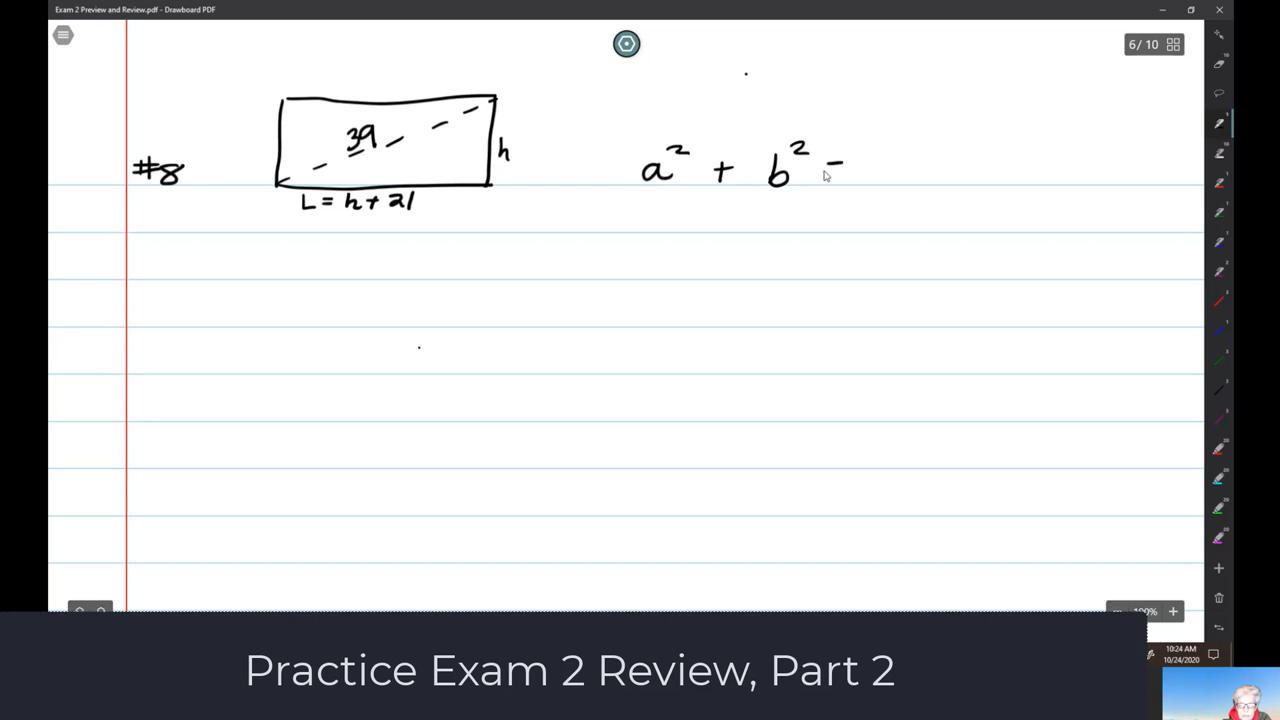 Exam 2 Preview and Review.pdf - Drawboard PDF
6 / 10
39
h
#8
a² + b² -
L = h + 21
100%
10:24 AM
10/24/2020
Practice Exam 2 Review, Part 2